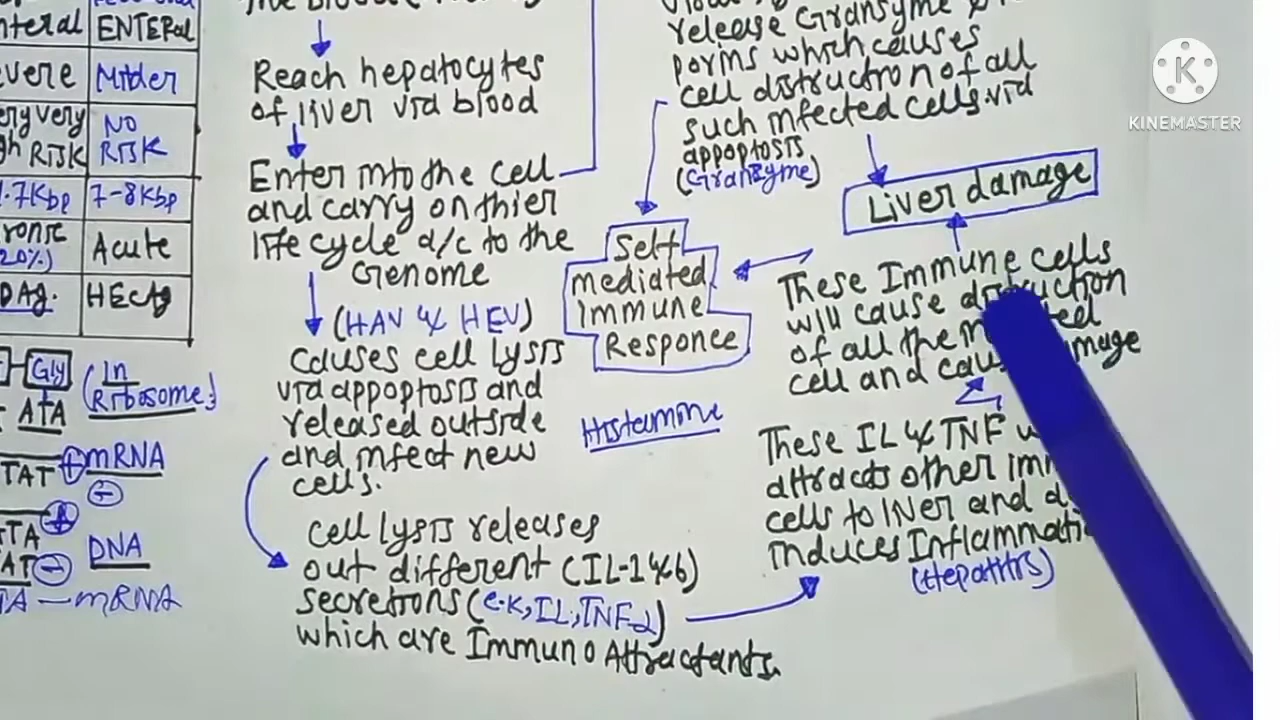 ENTERAL
vere
Milder
ery very
gh RISK
NO
RISK
.7Kbp
7-8Kbp
ronic
20%)
Acute
DAg.
HEcAg
Gly
(In
Ribosome)
ATA
TAT + mRNA
-
TA +
AT -
DNA
TA — mRNA
Reach hepatocytes
of liver via blood
Enter into the cell
and carry on thier
life cycle a/c to the
Genome
(HAV & HEV)
causes cell lysis
via appoptosis and
released outside
and infect new
cells.
cell lysis releases
out different (IL-1&6)
secretions (c.k, IL, TNF-α)
which are Immuno Attractants.
release Granzyme &
porins which causes
cell distruction of all
such infected cells via
appoptosis
(Granzyme)
Self
mediated
immune
Responce
Histamine
Liver damage
These Immune cells
will cause distruction
of all the
cell and
These IL & TNF
attracts other
cells to liver and
induces
(Hepatitis)
KINEMASTER